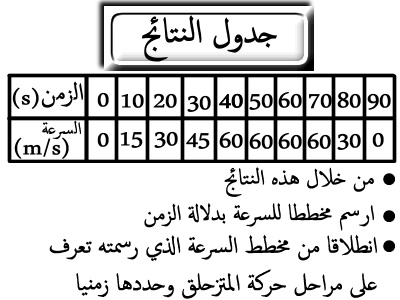 جدول النتائج
الزمن (s) 0 10 20 30 40 50 60 70 80 90
السرعة (m/s) 0 15 30 45 60 60 60 60 30 0
● من خلال هذه النتائج
● ارسم مخططا للسرعة بدلالة الزمن
● انطلاقا من مخطط السرعة الذي رسمته تعرف
على مراحل حركة المتزحلق وحددها زمنيا